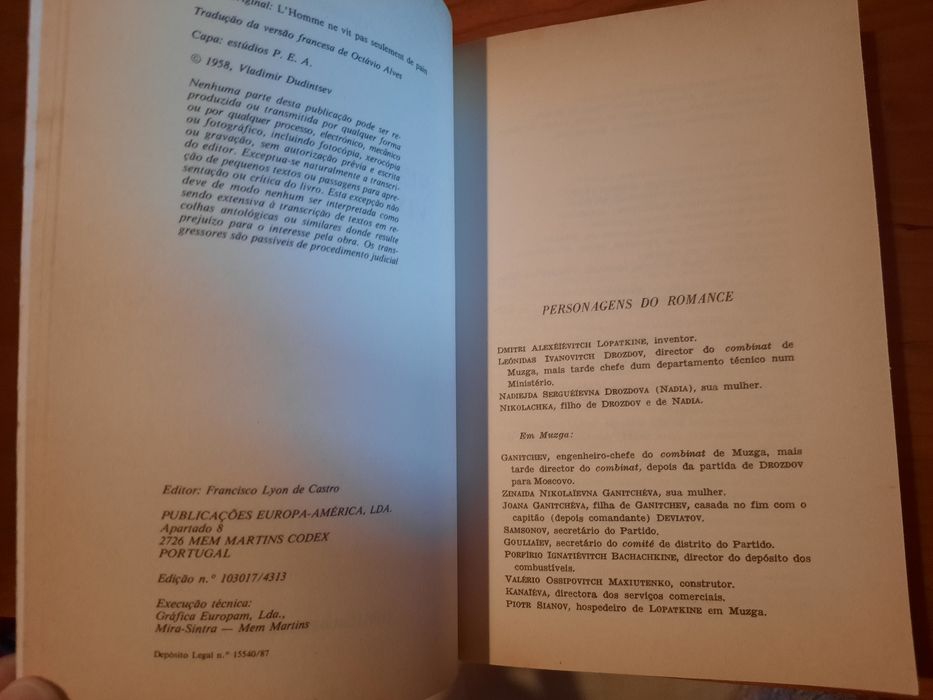 riginal: L'Homme ne vit pas seulement de pain
Tradução da versão francesa de Octávio Alves
Capa: estúdios P. E. A.
© 1958, Vladimir Dudintsev
Nenhuma parte desta publicação pode ser re-
produzida ou transmitida por qualquer forma
ou por qualquer processo, electrónico, mecânico
ou fotográfico, incluindo fotocópia, xerocópia
ou gravação, sem autorização prévia e escrita
do editor. Exceptua-se naturalmente a transcri-
ção de pequenos textos ou passagens para apre-
sentação ou crítica do livro. Esta excepção não
deve de modo nenhum ser interpretada como
sendo extensiva à transcrição de textos em re-
colhas antológicas ou similares donde resulte
prejuízo para o interesse pela obra. Os trans-
gressores são passíveis de procedimento judicial
Editor: Francisco Lyon de Castro
PUBLICAÇÕES EUROPA-AMÉRICA, LDA.
Apartado 8
2726 MEM MARTINS CODEX
PORTUGAL
Edição n.º 103017/4313
Execução técnica:
Gráfica Europam, Lda.,
Mira-Sintra — Mem Martins
Depósito Legal n.º 15540/87
PERSONAGENS DO ROMANCE
DMITRI ALEXÉIÉVITCH LOPATKINE, inventor.
LEÓNIDAS IVANOVITCH DROZDOV, director do combinat de
Muzga, mais tarde chefe dum departamento técnico num
Ministério.
NADIEJDA SERGUÉÏEVNA DROZDOVA (NADIA), sua mulher.
NIKOLACHKA, filho de DROZDOV e de NADIA.
Em Muzga:
GANITCHEV, engenheiro-chefe do combinat de Muzga, mais
tarde director do combinat, depois da partida de DROZDOV
para Moscovo.
ZINAIDA NIKOLAÏEVNA GANITCHÉVA, sua mulher.
JOANA GANITCHÉVA, filha de GANITCHEV, casada no fim com o
capitão (depois comandante) DEVIATOV.
SAMSONOV, secretário do Partido.
GOULIAÏEV, secretário do comité de distrito do Partido.
PORFÍRIO IGNATIÉVITCH BACHACHKINE, director do depósito dos
combustíveis.
VALÉRIO OSSIPOVITCH MAXIUTENKO, construtor.
KANAÏÉVA, directora dos serviços comerciais.
PIOTR SIANOV, hospedeiro de LOPATKINE em Muzga.